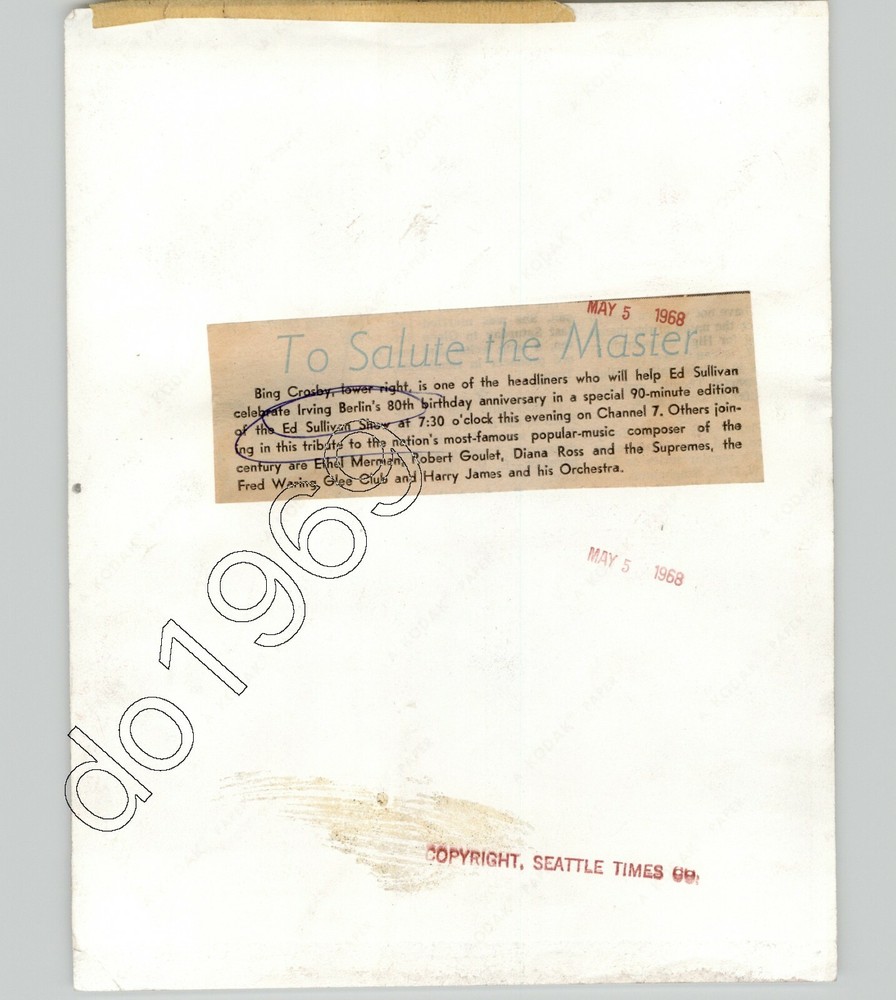 MAY 5 1968
To Salute the Master
Bing Crosby, lower right, is one of the headliners who will help Ed Sullivan
celebrate Irving Berlin's 80th birthday anniversary in a special 90-minute edition
of the Ed Sullivan Show at 7:30 o'clock this evening on Channel 7. Others join-
ing in this tribute to the nation's most-famous popular-music composer of the
century are Ethel Merman, Robert Goulet, Diana Ross and the Supremes, the
Fred Waring Glee Club and Harry James and his Orchestra.
MAY 5 1968
do1969
COPYRIGHT, SEATTLE TIMES CO.